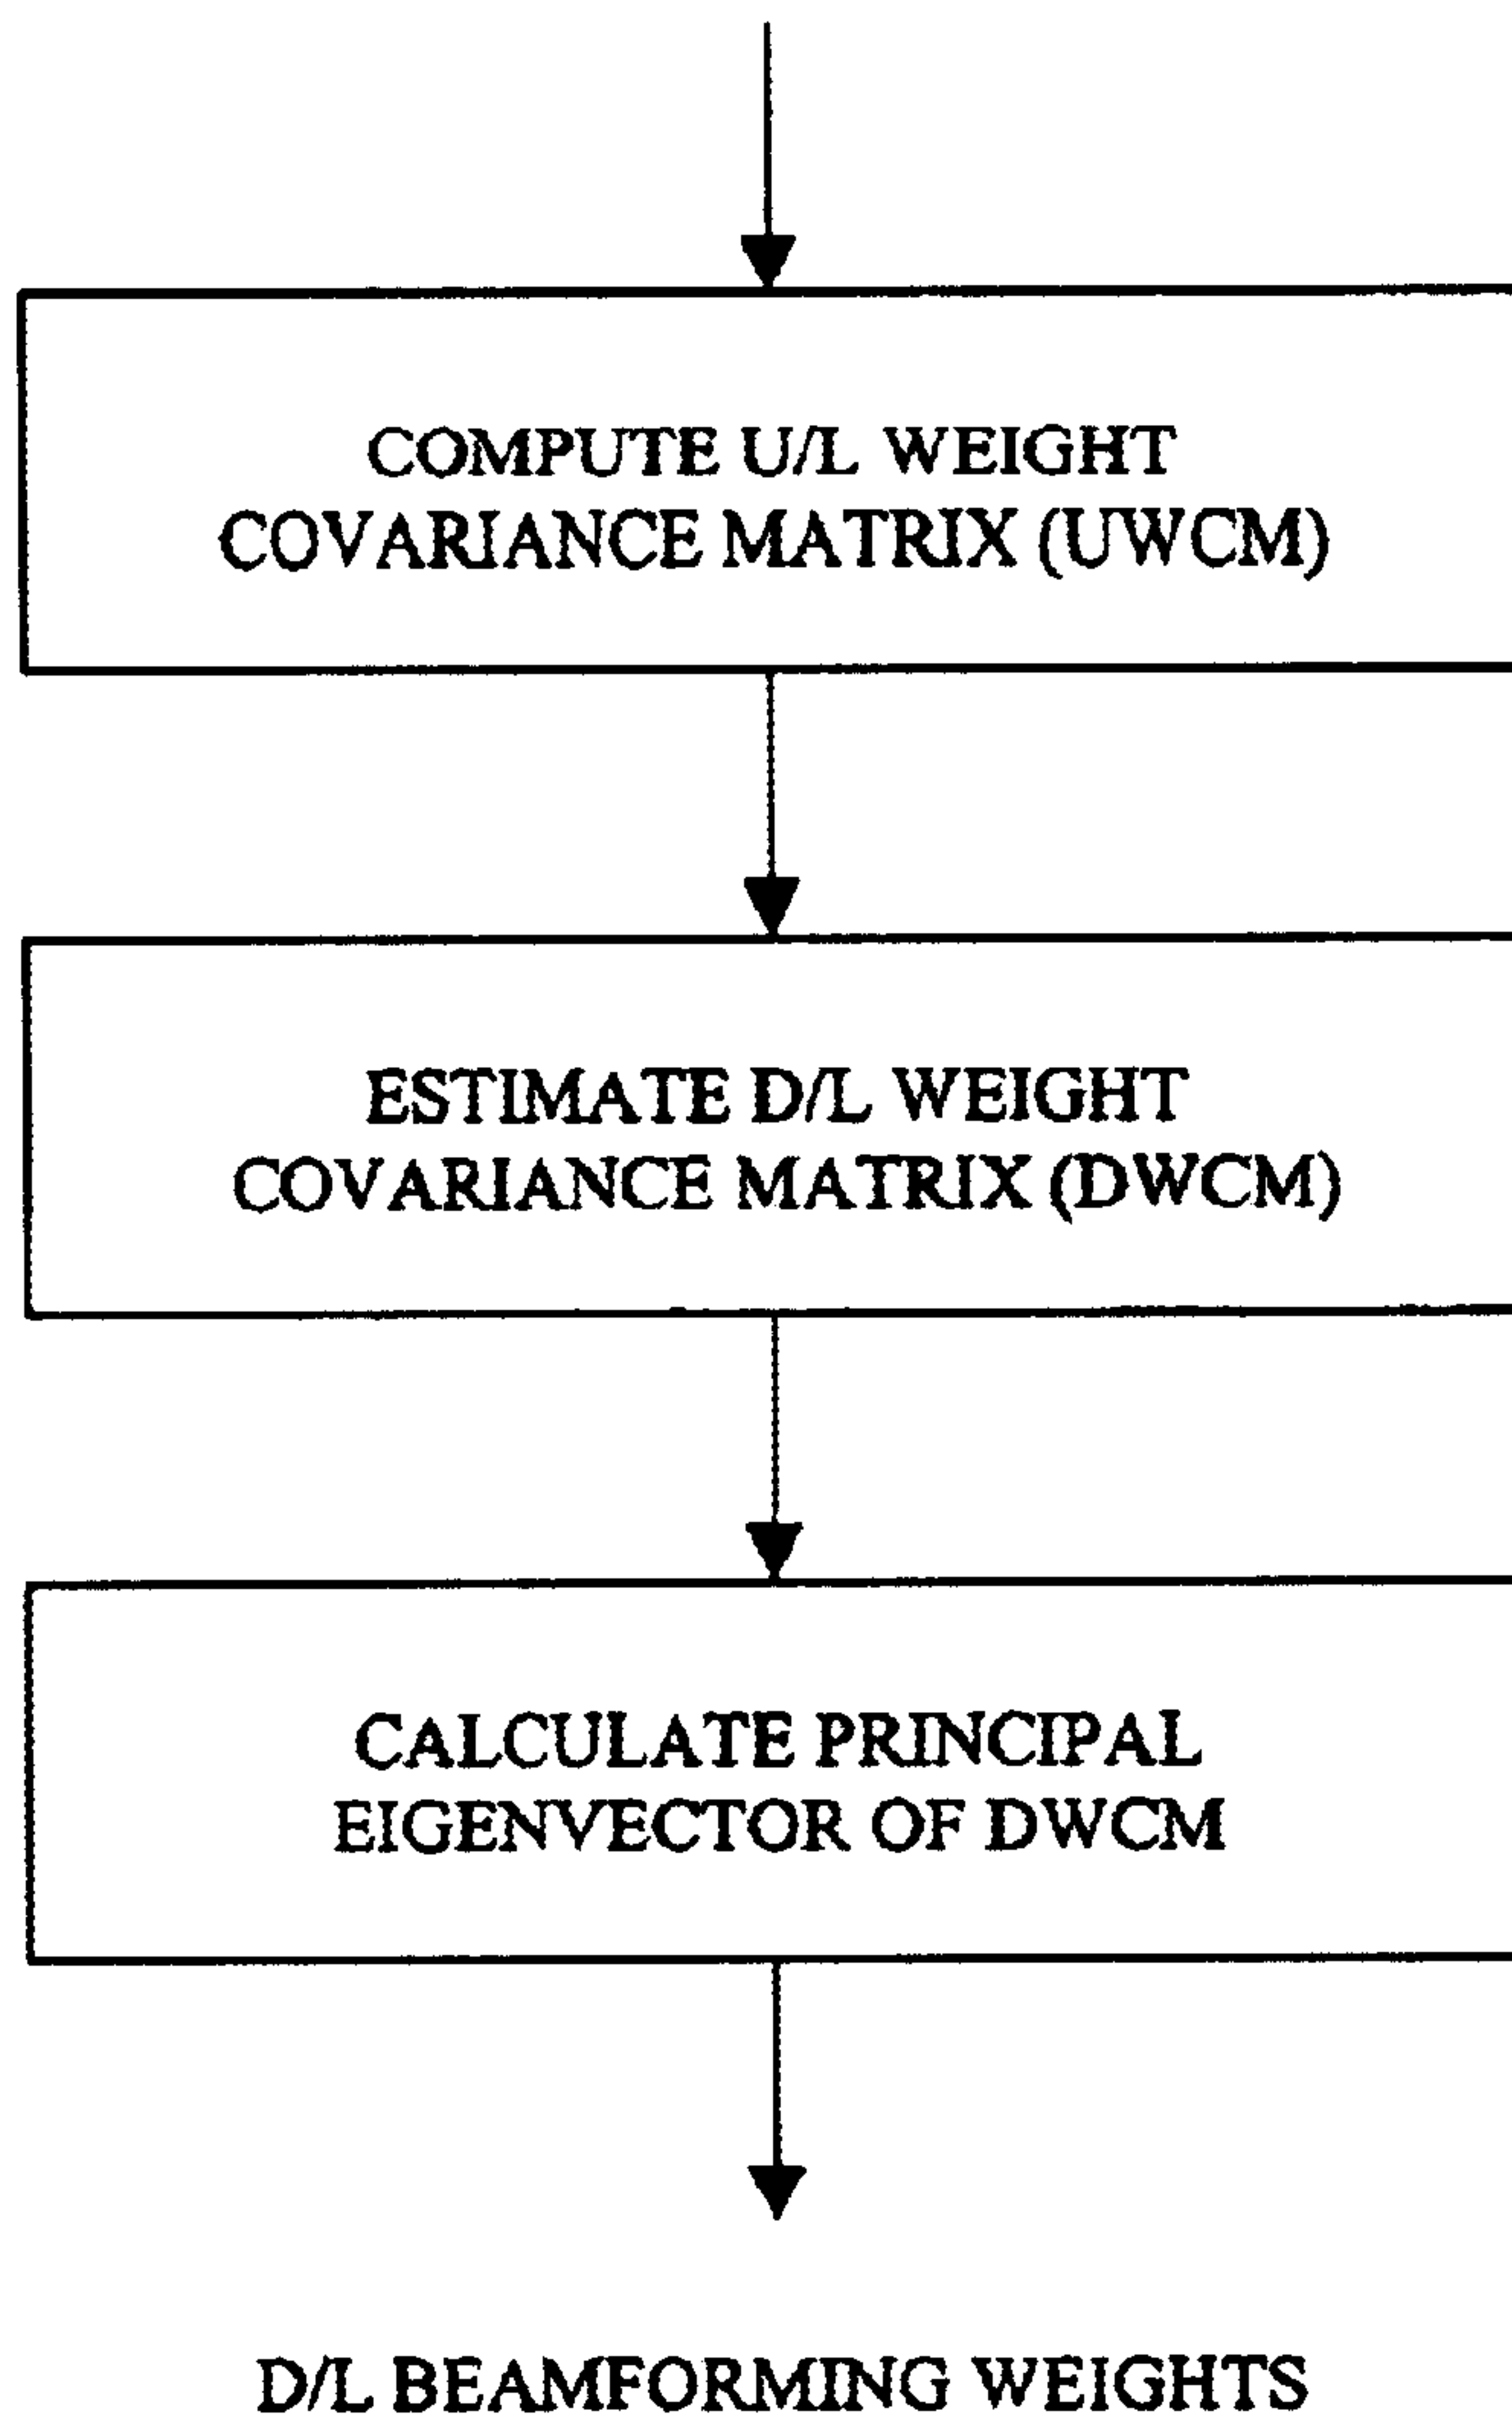 COMPUTE U/L WEIGHT
COVARIANCE MATRIX (UWCM)
ESTIMATE D/L WEIGHT
COVARIANCE MATRIX (DWCM)
CALCULATE PRINCIPAL
EIGENVECTOR OF DWCM
D/L BEAMFORMING WEIGHTS